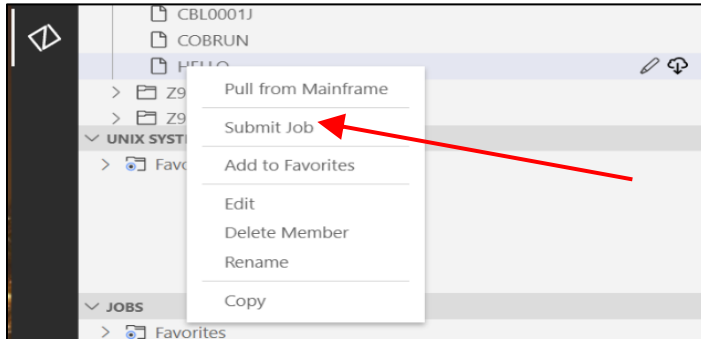 CBL0001J
COBRUN
HELLO
Pull from Mainframe
Z9
Submit Job
Z9
UNIX SYST
Add to Favorites
Favo
Edit
Delete Member
Rename
Copy
JOBS
Favorites